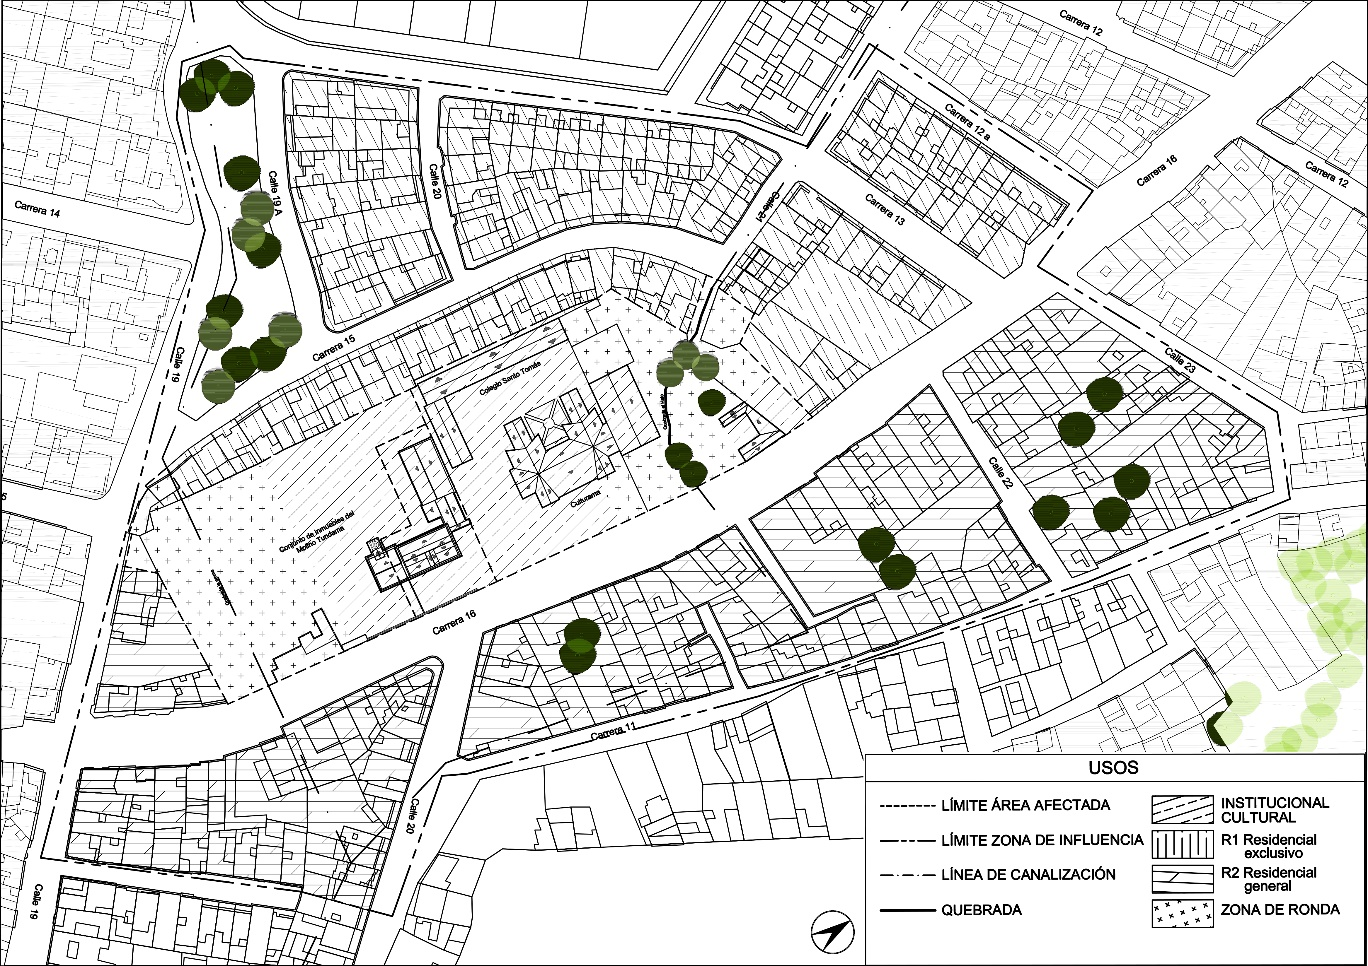 Carrera 12
Carrera 12 a
Carrera 16
Carrera 12
Calle 19 A
Calle 20
Calle 21
Carrera 13
Carrera 14
Calle 19
Carrera 15
Calle 23
Colegio Santo Tomás
Culturama
Calle 22
Conjunto de inmuebles del
Molino Tundama
Carrera 16
Carrera 11
Calle 20
Calle 19
USOS
LÍMITE ÁREA AFECTADA
LÍMITE ZONA DE INFLUENCIA
LÍNEA DE CANALIZACIÓN
QUEBRADA
INSTITUCIONAL
CULTURAL
R1 Residencial
exclusivo
R2 Residencial
general
ZONA DE RONDA